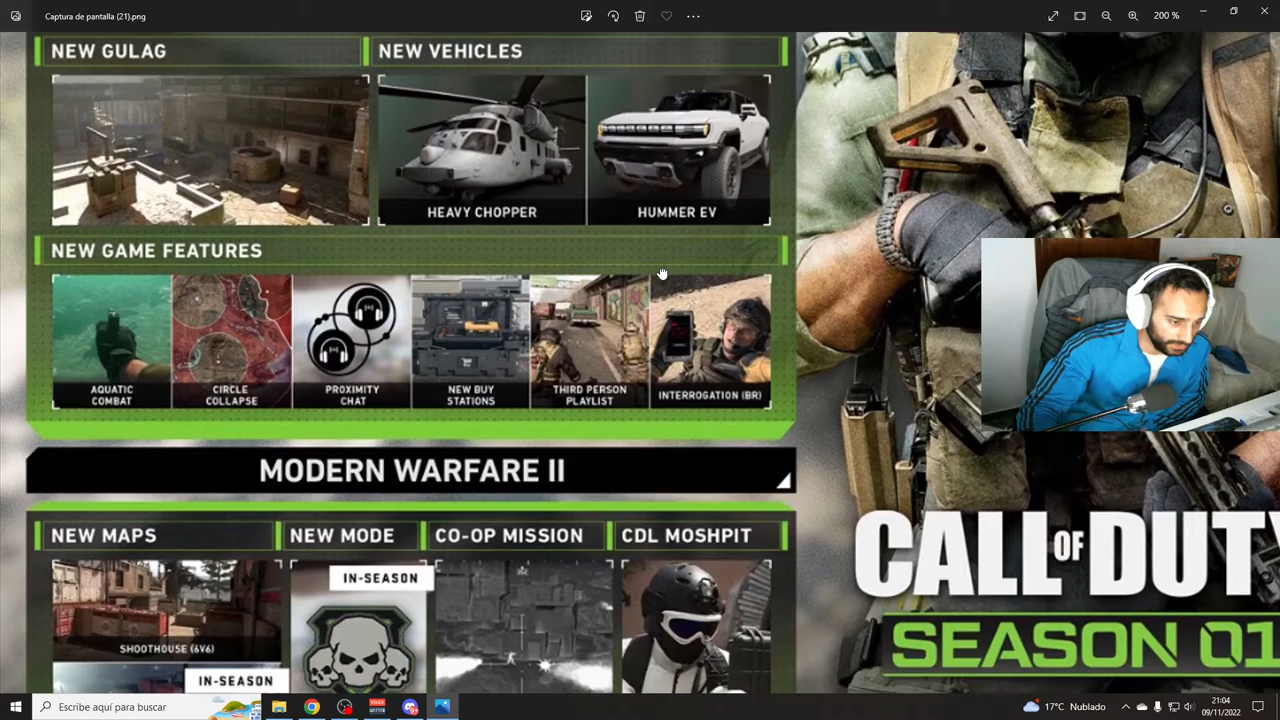 Captura de pantalla (21).png
200 %
NEW GULAG
NEW VEHICLES
HEAVY CHOPPER
HUMMER EV
NEW GAME FEATURES
AQUATIC
COMBAT
CIRCLE
COLLAPSE
PROXIMITY
CHAT
NEW BUY
STATIONS
THIRD PERSON
PLAYLIST
INTERROGATION (BR)
MODERN WARFARE II
NEW MAPS
NEW MODE
CO-OP MISSION
CDL MOSHPIT
IN-SEASON
SHOOTHOUSE (6V6)
IN-SEASON
CALL OF DUTY
SEASON 01
Escribe aquí para buscar
VOICE
MEETER
17°C Nublado
21:04
09/11/2022